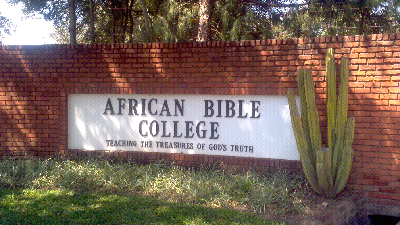 AFRICAN BIBLE
COLLEGE
TEACHING THE TREASURES OF GOD'S TRUTH